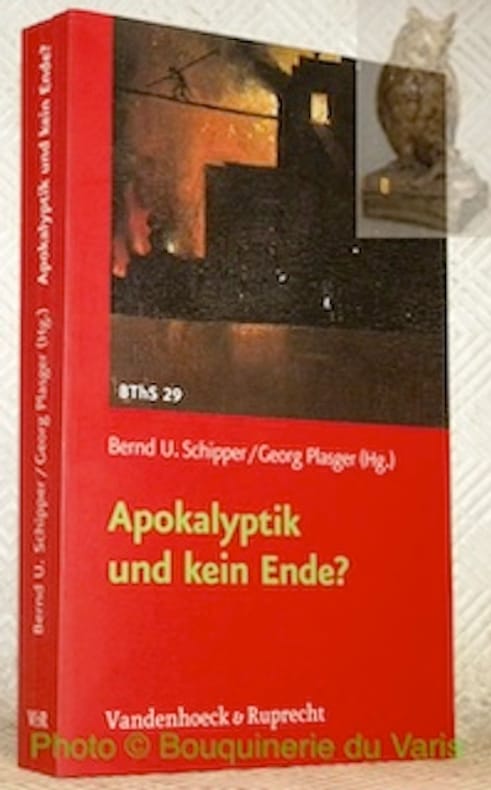 Apokalyptik und kein Ende?
Bernd U. Schipper/Georg Plasger (Hg.)
V&R
BThS 29
Bernd U. Schipper/Georg Plasger (Hg.)
Apokalyptik
und kein Ende?
Vandenhoeck & Ruprecht
Photo © Bouquinerie du Varis